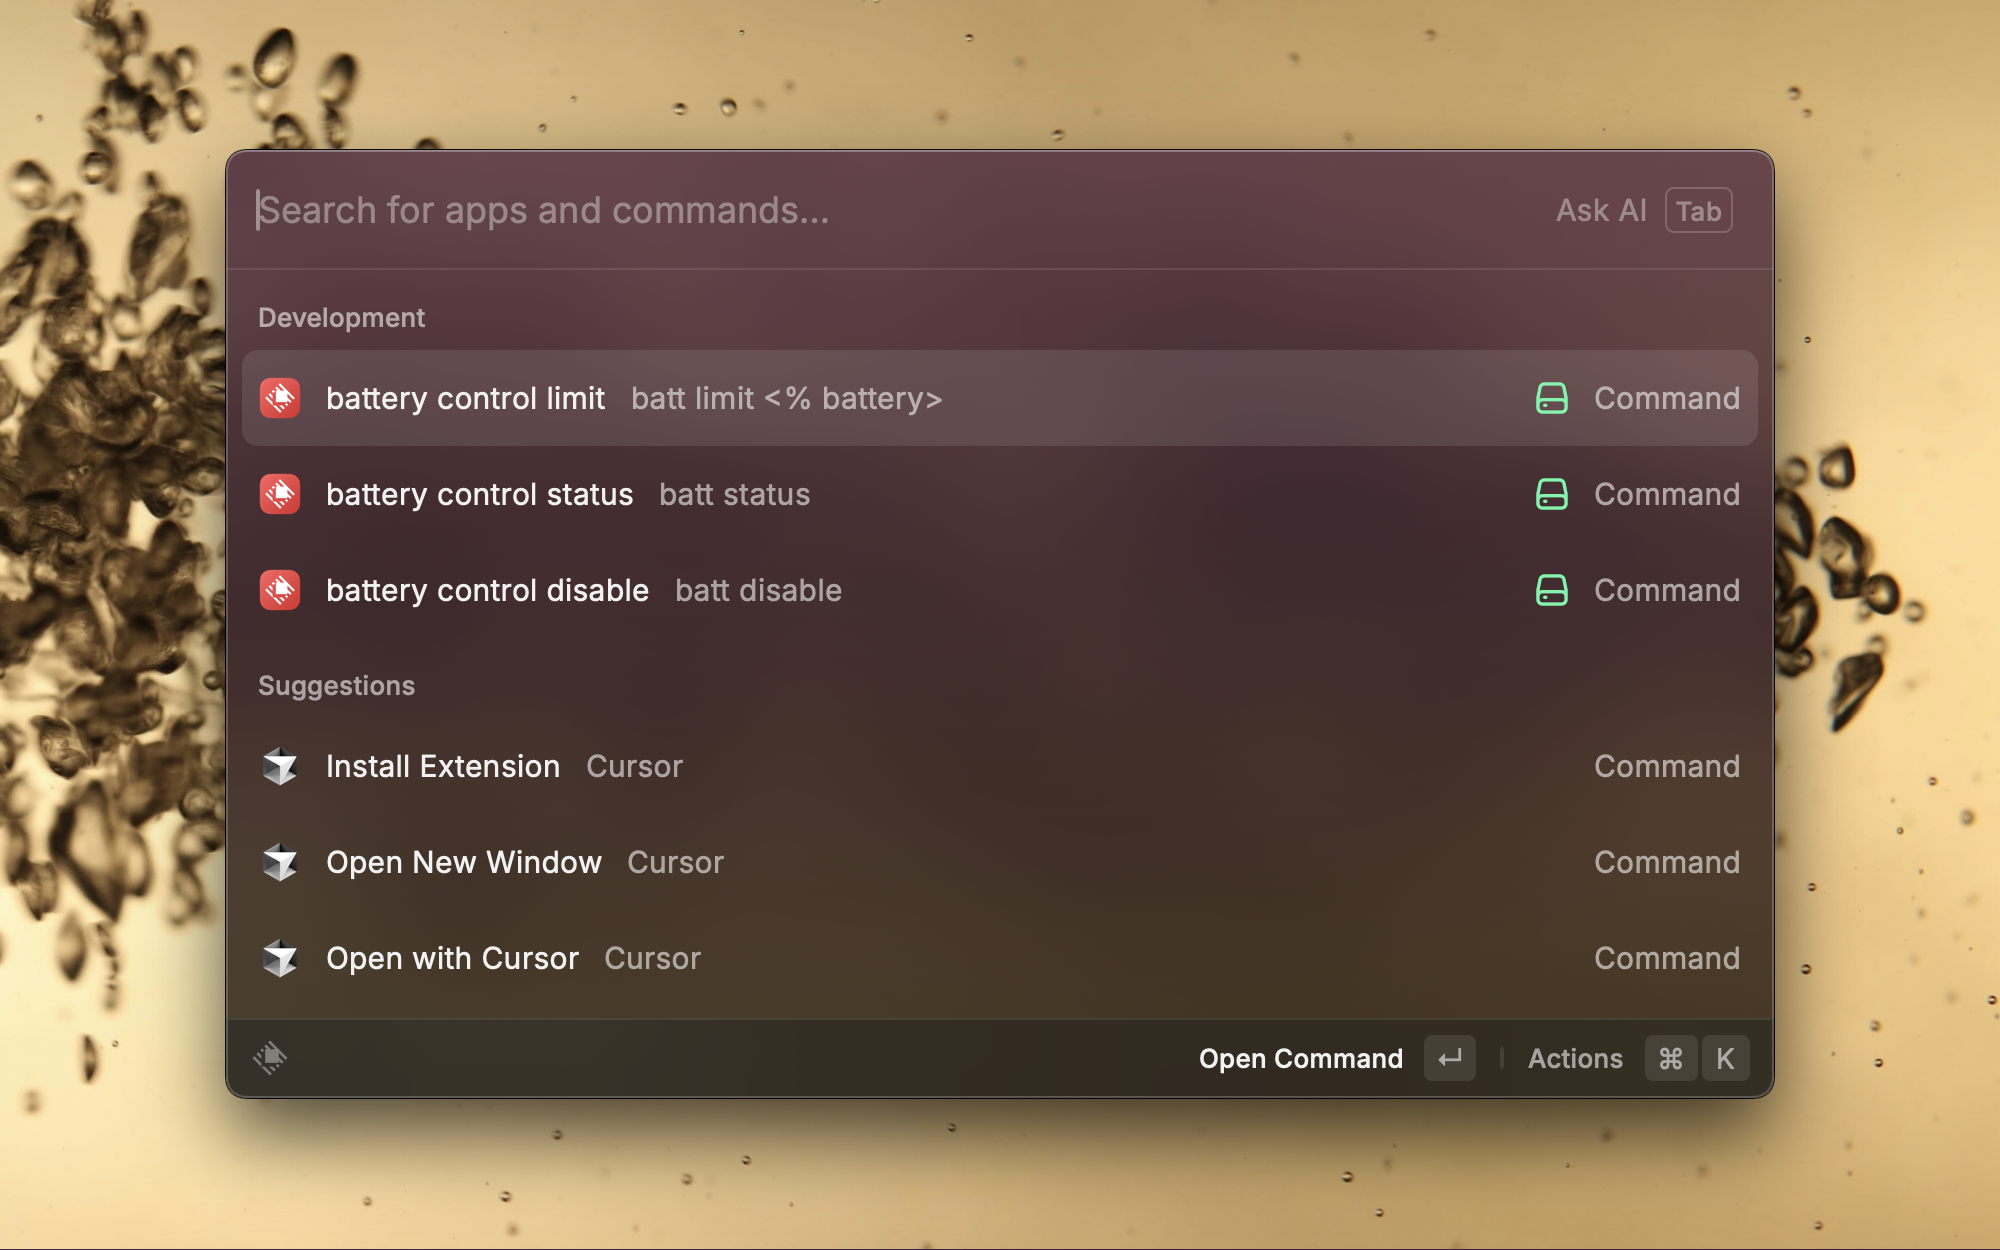 Search for apps and commands...
Ask AI Tab
Development
battery control limit batt limit <% battery> Command
battery control status batt status Command
battery control disable batt disable Command
Suggestions
Install Extension Cursor Command
Open New Window Cursor Command
Open with Cursor Cursor Command
Open Command ↵ Actions ⌘ K